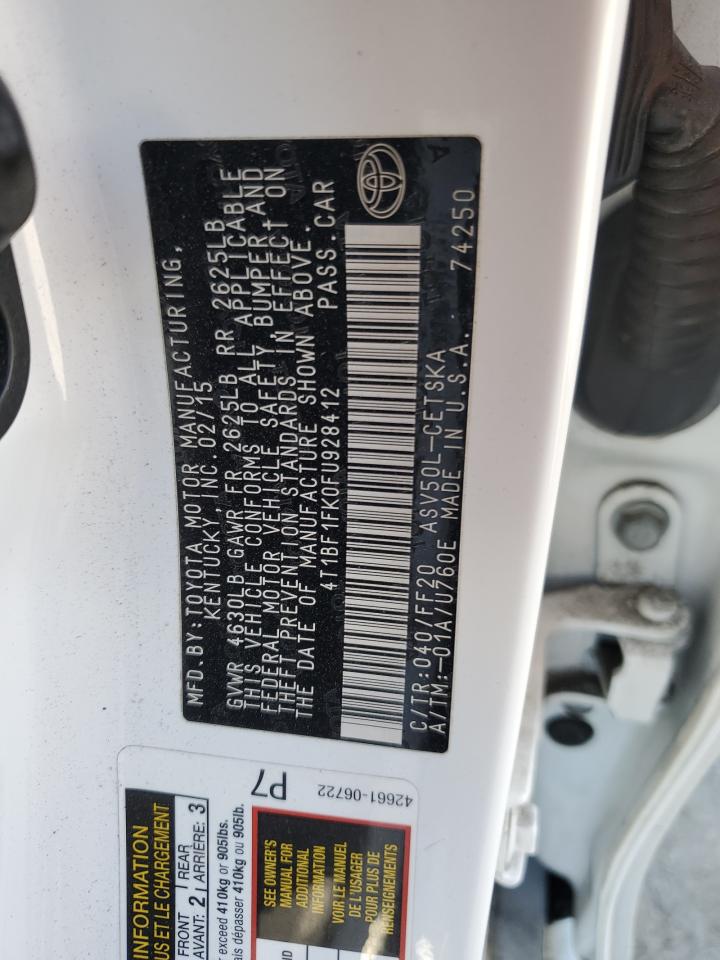 MFD.BY:TOYOTA MOTOR MANUFACTURING,
KENTUCKY, INC. 02/15
GVWR 4630LB GAWR FR 2625LB RR 2625LB
THIS VEHICLE CONFORMS TO ALL APPLICABLE
FEDERAL MOTOR VEHICLE SAFETY, BUMPER AND
THEFT PREVENTION STANDARDS IN EFFECT ON
THE DATE OF MANUFACTURE SHOWN ABOVE.
4T1BF1FK0FU928412 PASS.CAR
C/TR:040/FF20 ASV50L-CETSKA
A/TM:-01A/U760E MADE IN U.S.A. 74250
INFORMATION
US ET LE CHARGEMENT
FRONT
AVANT: 2
REAR
ARRIÈRE: 3
exceed 410kg or 905lbs.
dépasser 410kg ou 905lb.
P7
42661-06722
SEE OWNER'S
MANUAL FOR
ADDITIONAL
INFORMATION
VOIR LE MANUEL
DE L'USAGER
POUR PLUS DE
RENSEIGNEMENTS